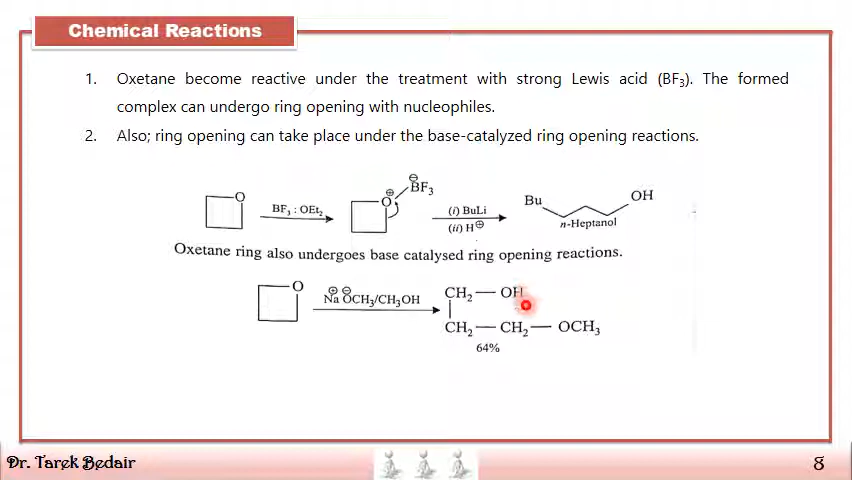 Chemical Reactions
1. Oxetane become reactive under the treatment with strong Lewis acid (BF₃). The formed
complex can undergo ring opening with nucleophiles.
2. Also; ring opening can take place under the base-catalyzed ring opening reactions.
O BF₃ : OEt₂ ⊕ O ⊖ BF₃ (i) BuLi (ii) H⊕ Bu OH n-Heptanol
Oxetane ring also undergoes base catalysed ring opening reactions.
O ⊕ ⊖ Na OCH₃/CH₃OH CH₂ — OH
CH₂ — CH₂ — OCH₃
64%
Dr. Tarek Bedair 8